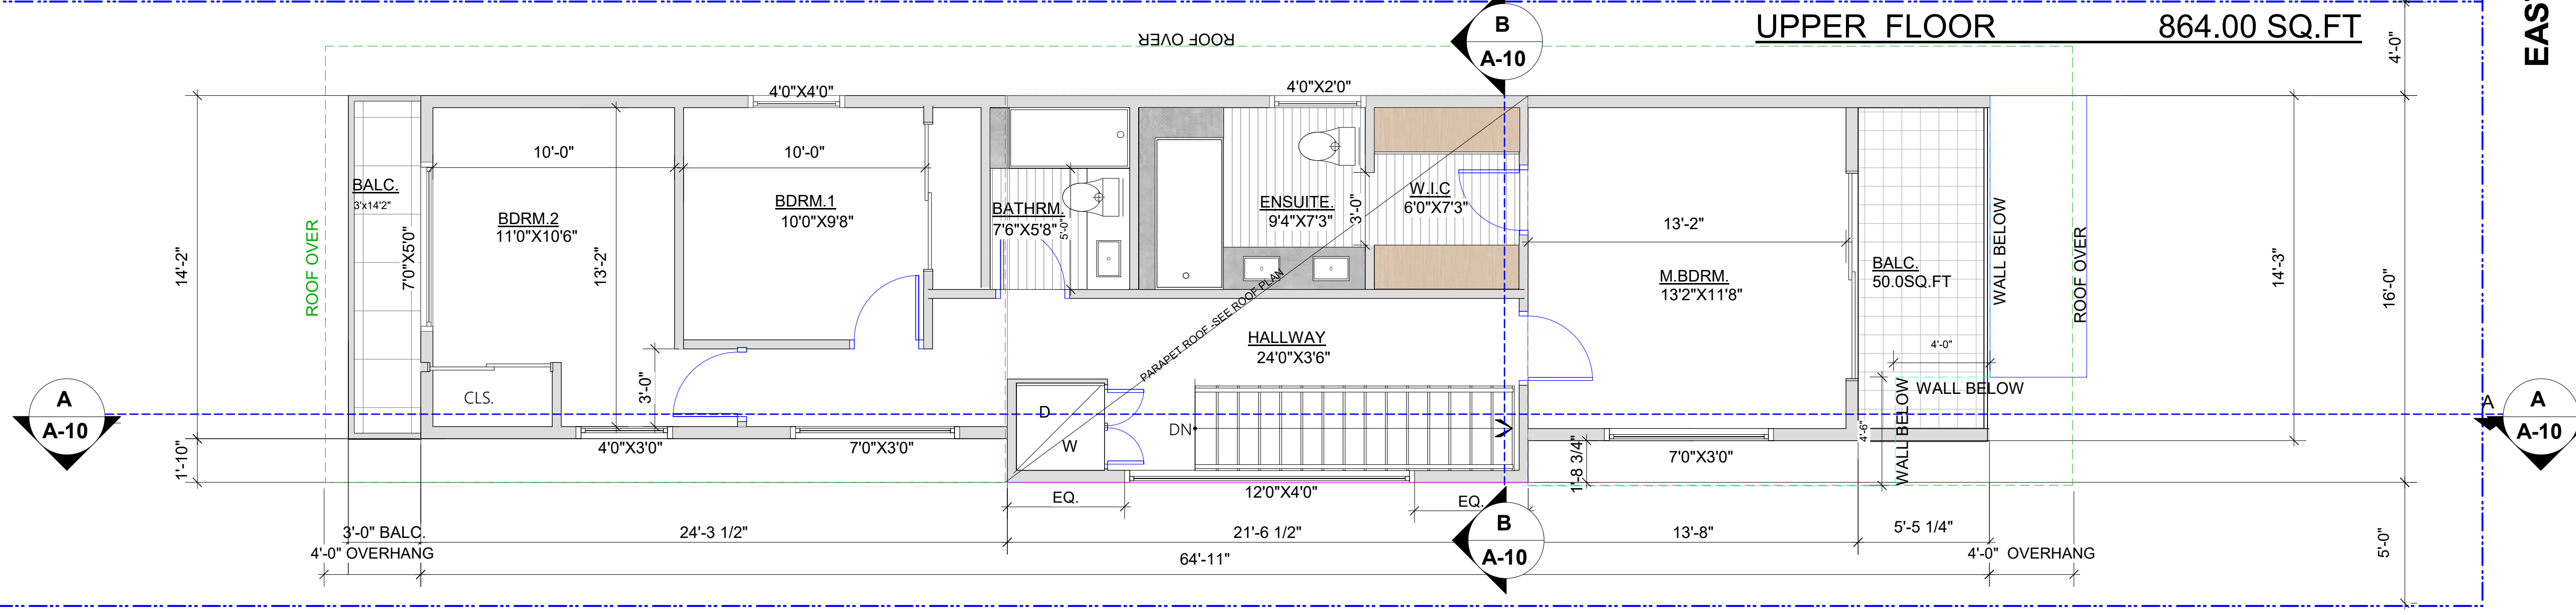 UPPER FLOOR 864.00 SQ.FT
EAS
B
A-10
ROOF OVER
4'-0"
4'0"X4'0"
4'0"X2'0"
10'-0"
10'-0"
BALC.
3'x14'2"
BDRM.2
11'0"X10'6"
BDRM.1
10'0"X9'8"
BATHRM.
7'6"X5'8"
5'-0"
ENSUITE.
9'4"X7'3"
3'-0"
W.I.C
6'0"X7'3"
13'-2"
M.BDRM.
13'2"X11'8"
BALC.
50.0SQ.FT
WALL BELOW
ROOF OVER
14'-3"
16'-0"
ROOF OVER
14'-2"
7'0"X5'0"
13'-2"
HALLWAY
24'0"X3'6"
PARAPET ROOF -SEE ROOF PLAN
4'-0"
WALL BELOW
WALL BELOW
CLS.
3'-0"
D
W
DN
4'-6"
A
A-10
A
A
A-10
1'-10"
4'0"X3'0"
7'0"X3'0"
12'0"X4'0"
7'0"X3'0"
1'-8 3/4"
EQ.
EQ.
B
A-10
3'-0" BALC.
24'-3 1/2"
21'-6 1/2"
13'-8"
5'-5 1/4"
4'-0" OVERHANG
64'-11"
4'-0" OVERHANG
5'-0"